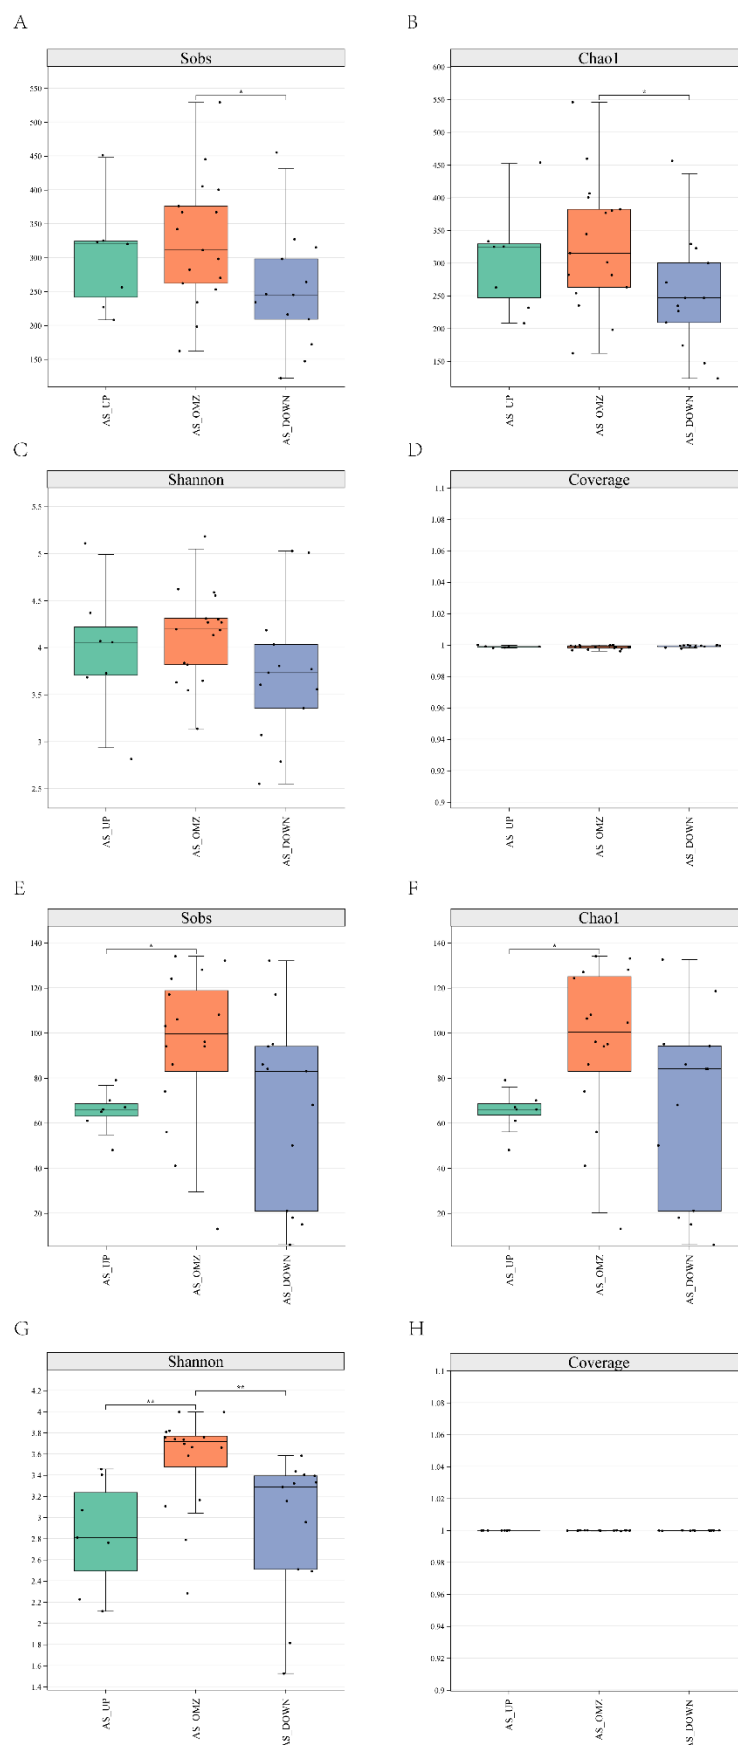 A
B
Sobs
Chao1
550
500
450
400
350
300
250
200
150
*
AS_UP
AS_OMZ
AS_DOWN
600
550
500
450
400
350
300
250
200
150
*
AS_UP
AS_OMZ
AS_DOWN
C
D
Shannon
Coverage
5.5
5
4.5
4
3.5
3
2.5
AS_UP
AS_OMZ
AS_DOWN
1.1
1.08
1.06
1.04
1.02
1
0.98
0.96
0.94
0.92
0.9
AS_UP
AS_OMZ
AS_DOWN
E
F
Sobs
Chao1
140
120
100
80
60
40
20
*
AS_UP
AS_OMZ
AS_DOWN
140
120
100
80
60
40
20
*
AS_UP
AS_OMZ
AS_DOWN
G
H
Shannon
Coverage
4.2
4
3.8
3.6
3.4
3.2
3
2.8
2.6
2.4
2.2
2
1.8
1.6
1.4
**
**
AS_UP
AS_OMZ
AS_DOWN
1.1
1.08
1.06
1.04
1.02
1
0.98
0.96
0.94
0.92
0.9
AS_UP
AS_OMZ
AS_DOWN